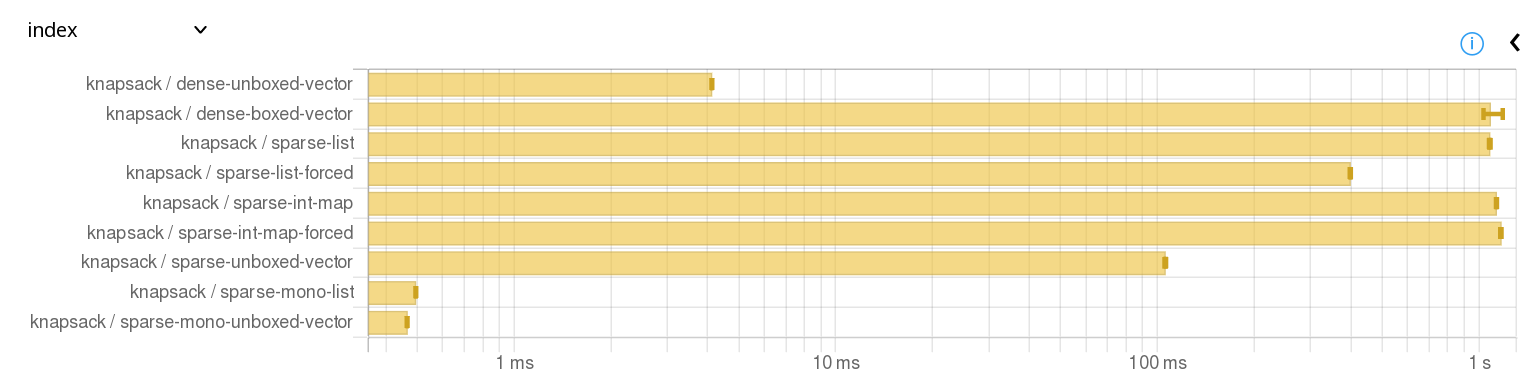 index
i
knapsack / dense-unboxed-vector
knapsack / dense-boxed-vector
knapsack / sparse-list
knapsack / sparse-list-forced
knapsack / sparse-int-map
knapsack / sparse-int-map-forced
knapsack / sparse-unboxed-vector
knapsack / sparse-mono-list
knapsack / sparse-mono-unboxed-vector
1 ms 10 ms 100 ms 1 s